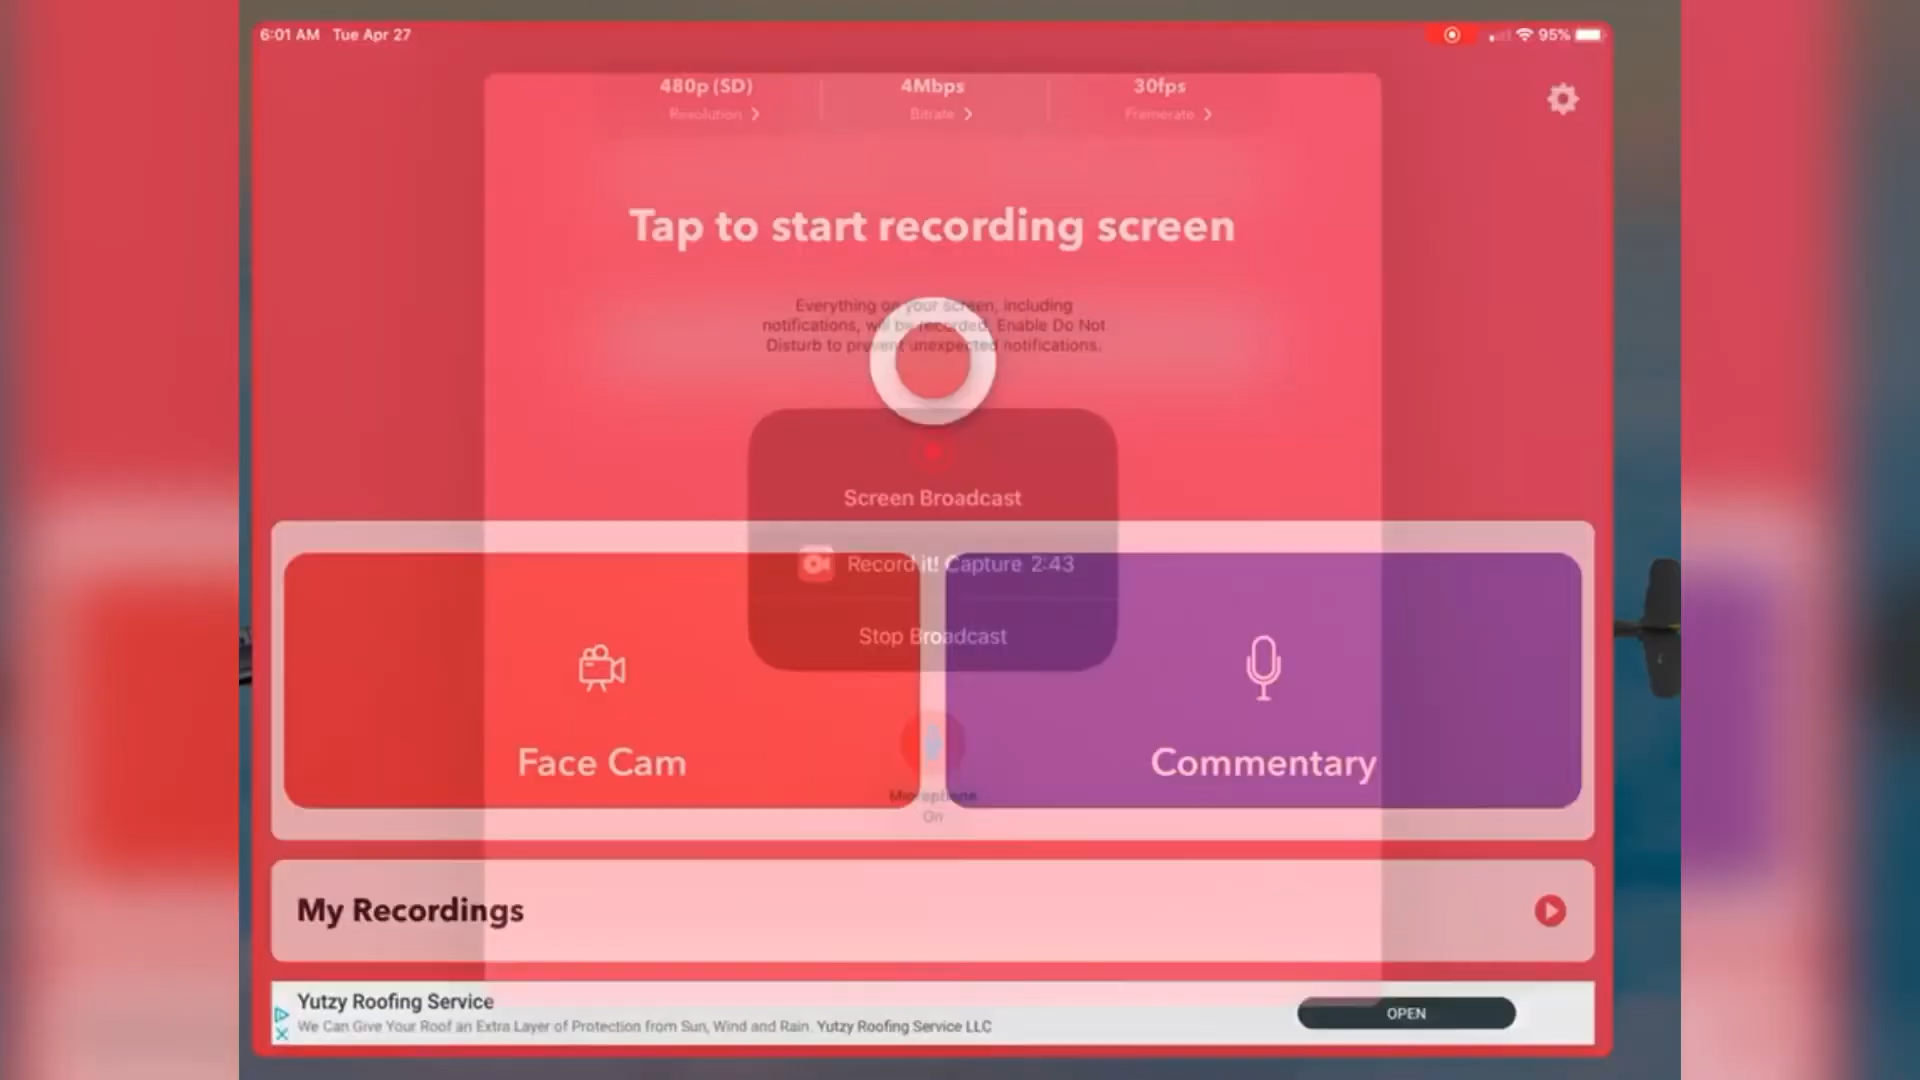 6:01 AM Tue Apr 27
95%
480p (SD)
4Mbps
30fps
Resolution
Bitrate
Framerate
Tap to start recording screen
Everything on your screen, including
notifications, will be recorded. Enable Do Not
Disturb to prevent unexpected notifications.
Screen Broadcast
Record it! Capture 2:43
Stop Broadcast
Face Cam
Commentary
Microphone
On
My Recordings
Yutzy Roofing Service
We Can Give Your Roof an Extra Layer of Protection from Sun, Wind and Rain. Yutzy Roofing Service LLC
OPEN